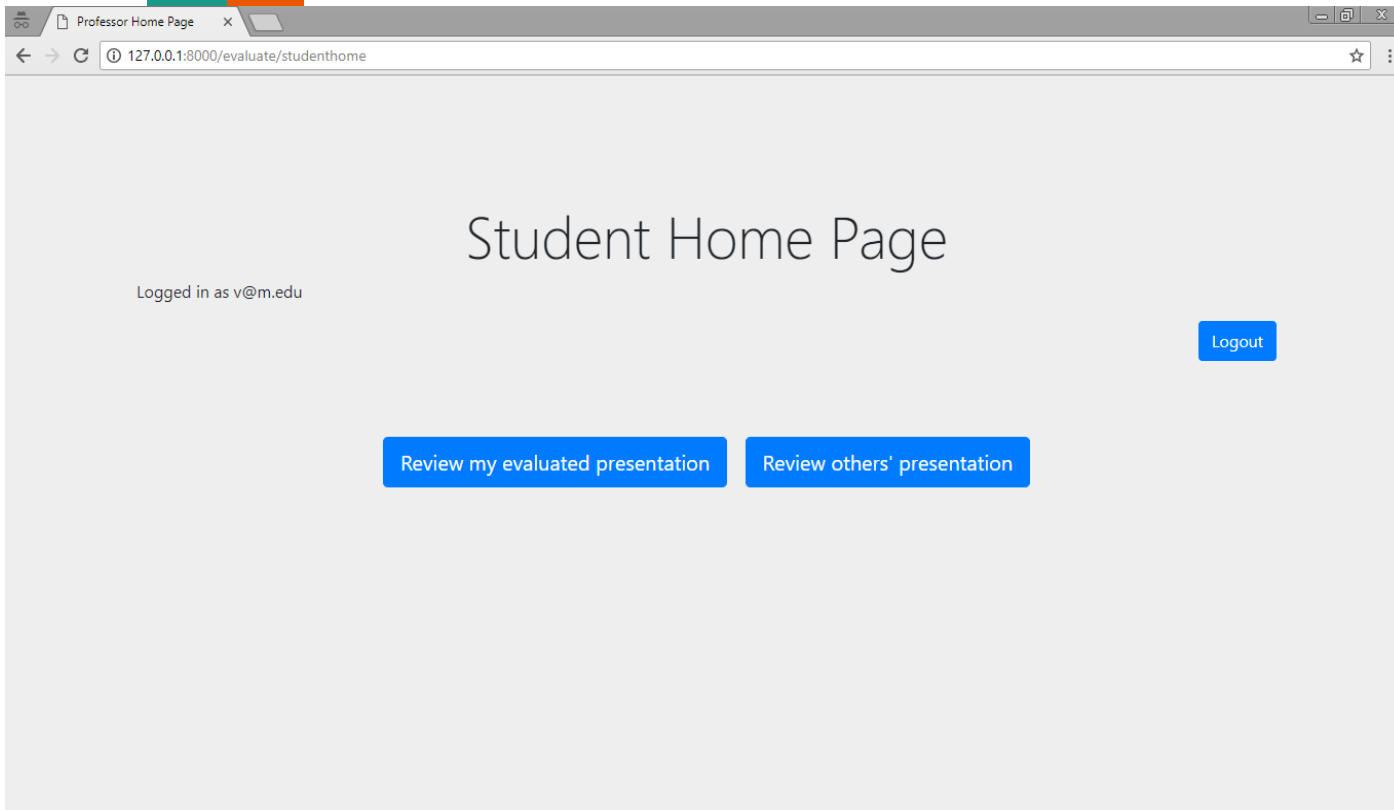 Professor Home Page
127.0.0.1:8000/evaluate/studenthome
Student Home Page
Logged in as v@m.edu
Logout
Review my evaluated presentation Review others' presentation